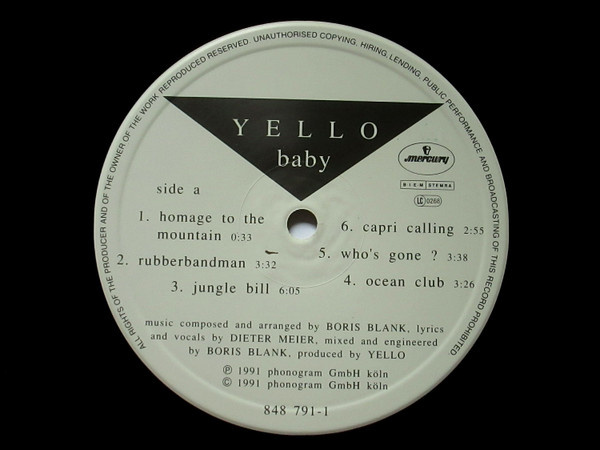 ALL RIGHTS OF THE PRODUCER AND OF THE OWNER OF THE WORK REPRODUCED RESERVED UNAUTHORISED COPYING, HIRING, LENDING, PUBLIC PERFORMANCE AND BROADCASTING OF THIS RECORD PROHIBITED
YELLO
baby
mercury
BIEM STEMRA
LC 0268
side a
1. homage to the
mountain 0:33
2. rubberbandman 3:32
3. jungle bill 6:05
6. capri calling 2:55
5. who's gone ? 3:38
4. ocean club 3:26
music composed and arranged by BORIS BLANK, lyrics
and vocals by DIETER MEIER, mixed and engineered
by BORIS BLANK, produced by YELLO
℗ 1991 phonogram GmbH köln
© 1991 phonogram GmbH köln
848 791-1